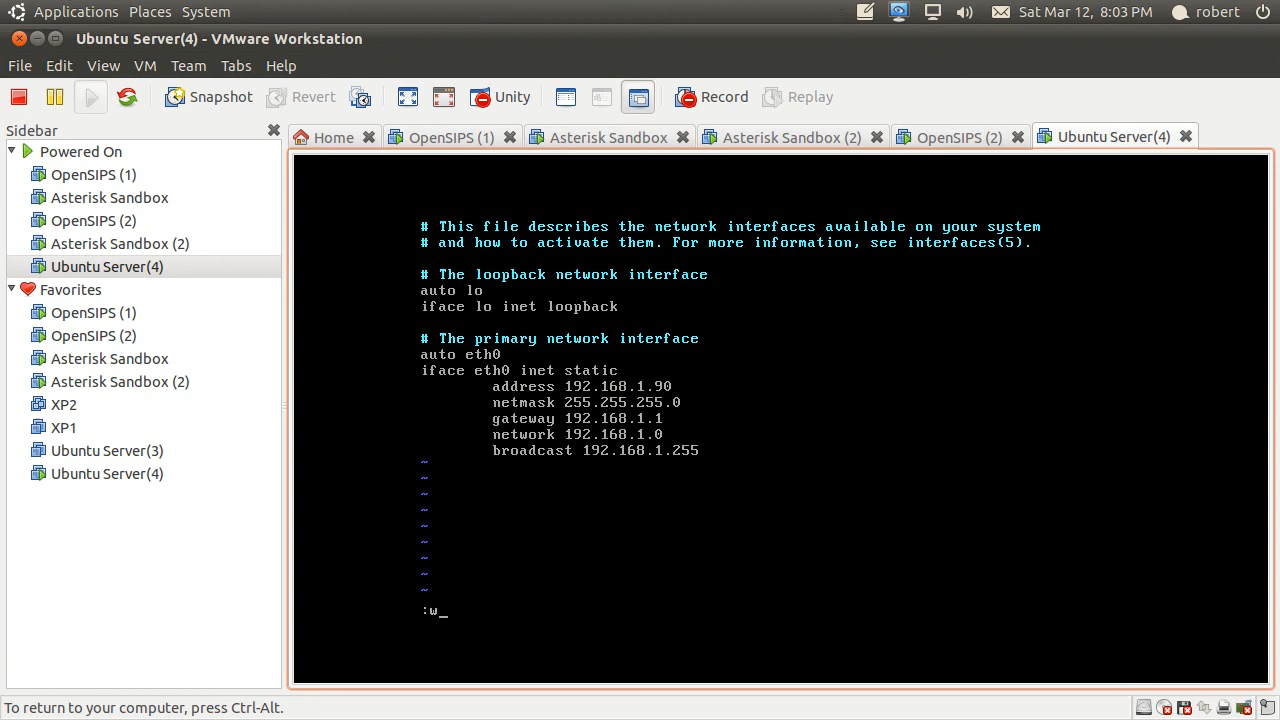 Applications Places System
Sat Mar 12, 8:03 PM robert
Ubuntu Server(4) - VMware Workstation
File Edit View VM Team Tabs Help
Snapshot Revert Unity Record Replay
Sidebar
Home OpenSIPS (1) Asterisk Sandbox Asterisk Sandbox (2) OpenSIPS (2) Ubuntu Server(4)
Powered On
OpenSIPS (1)
Asterisk Sandbox
OpenSIPS (2)
Asterisk Sandbox (2)
Ubuntu Server(4)
Favorites
OpenSIPS (1)
OpenSIPS (2)
Asterisk Sandbox
Asterisk Sandbox (2)
XP2
XP1
Ubuntu Server(3)
Ubuntu Server(4)
# This file describes the network interfaces available on your system
# and how to activate them. For more information, see interfaces(5).
# The loopback network interface
auto lo
iface lo inet loopback
# The primary network interface
auto eth0
iface eth0 inet static
address 192.168.1.90
netmask 255.255.255.0
gateway 192.168.1.1
network 192.168.1.0
broadcast 192.168.1.255
~
~
~
~
~
~
~
~
~
:w_
To return to your computer, press Ctrl-Alt.